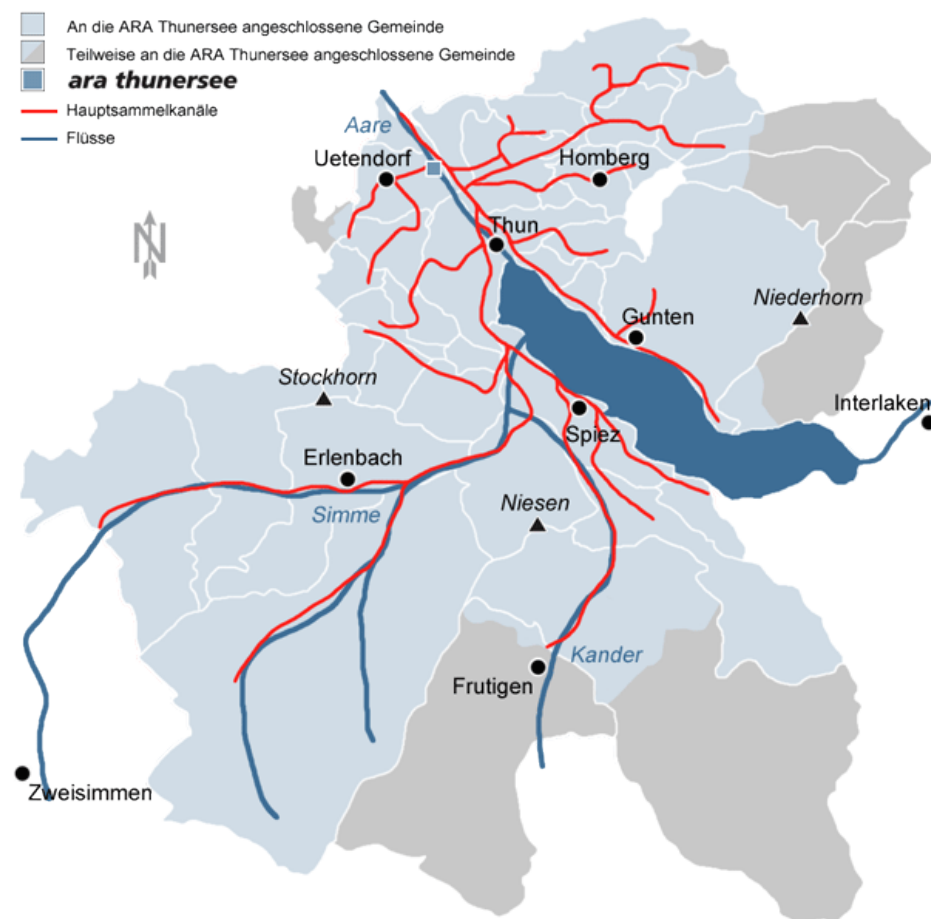 An die ARA Thunersee angeschlossene Gemeinde
Teilweise an die ARA Thunersee angeschlossene Gemeinde
ara thunersee
Hauptsammelkanäle
Flüsse
Aare
Uetendorf
Homberg
N
Thun
Niederhorn
Gunten
Stockhorn
Interlaken
Spiez
Erlenbach
Niesen
Simme
Kander
Frutigen
Zweisimmen